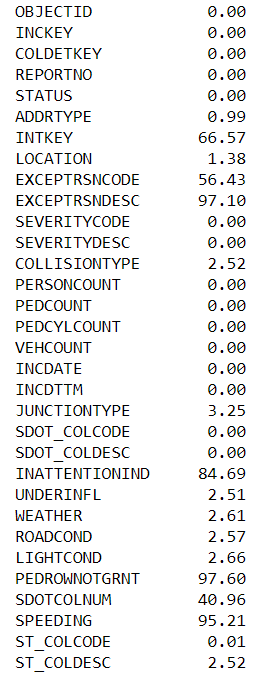 OBJECTID 0.00
INCKEY 0.00
COLDETKEY 0.00
REPORTNO 0.00
STATUS 0.00
ADDRTYPE 0.99
INTKEY 66.57
LOCATION 1.38
EXCEPTRSNCODE 56.43
EXCEPTRSNDESC 97.10
SEVERITYCODE 0.00
SEVERITYDESC 0.00
COLLISIONTYPE 2.52
PERSONCOUNT 0.00
PEDCOUNT 0.00
PEDCYLCOUNT 0.00
VEHCOUNT 0.00
INCDATE 0.00
INCDTTM 0.00
JUNCTIONTYPE 3.25
SDOT_COLCODE 0.00
SDOT_COLDESC 0.00
INATTENTIONIND 84.69
UNDERINFL 2.51
WEATHER 2.61
ROADCOND 2.57
LIGHTCOND 2.66
PEDROWNOTGRNT 97.60
SDOTCOLNUM 40.96
SPEEDING 95.21
ST_COLCODE 0.01
ST_COLDESC 2.52